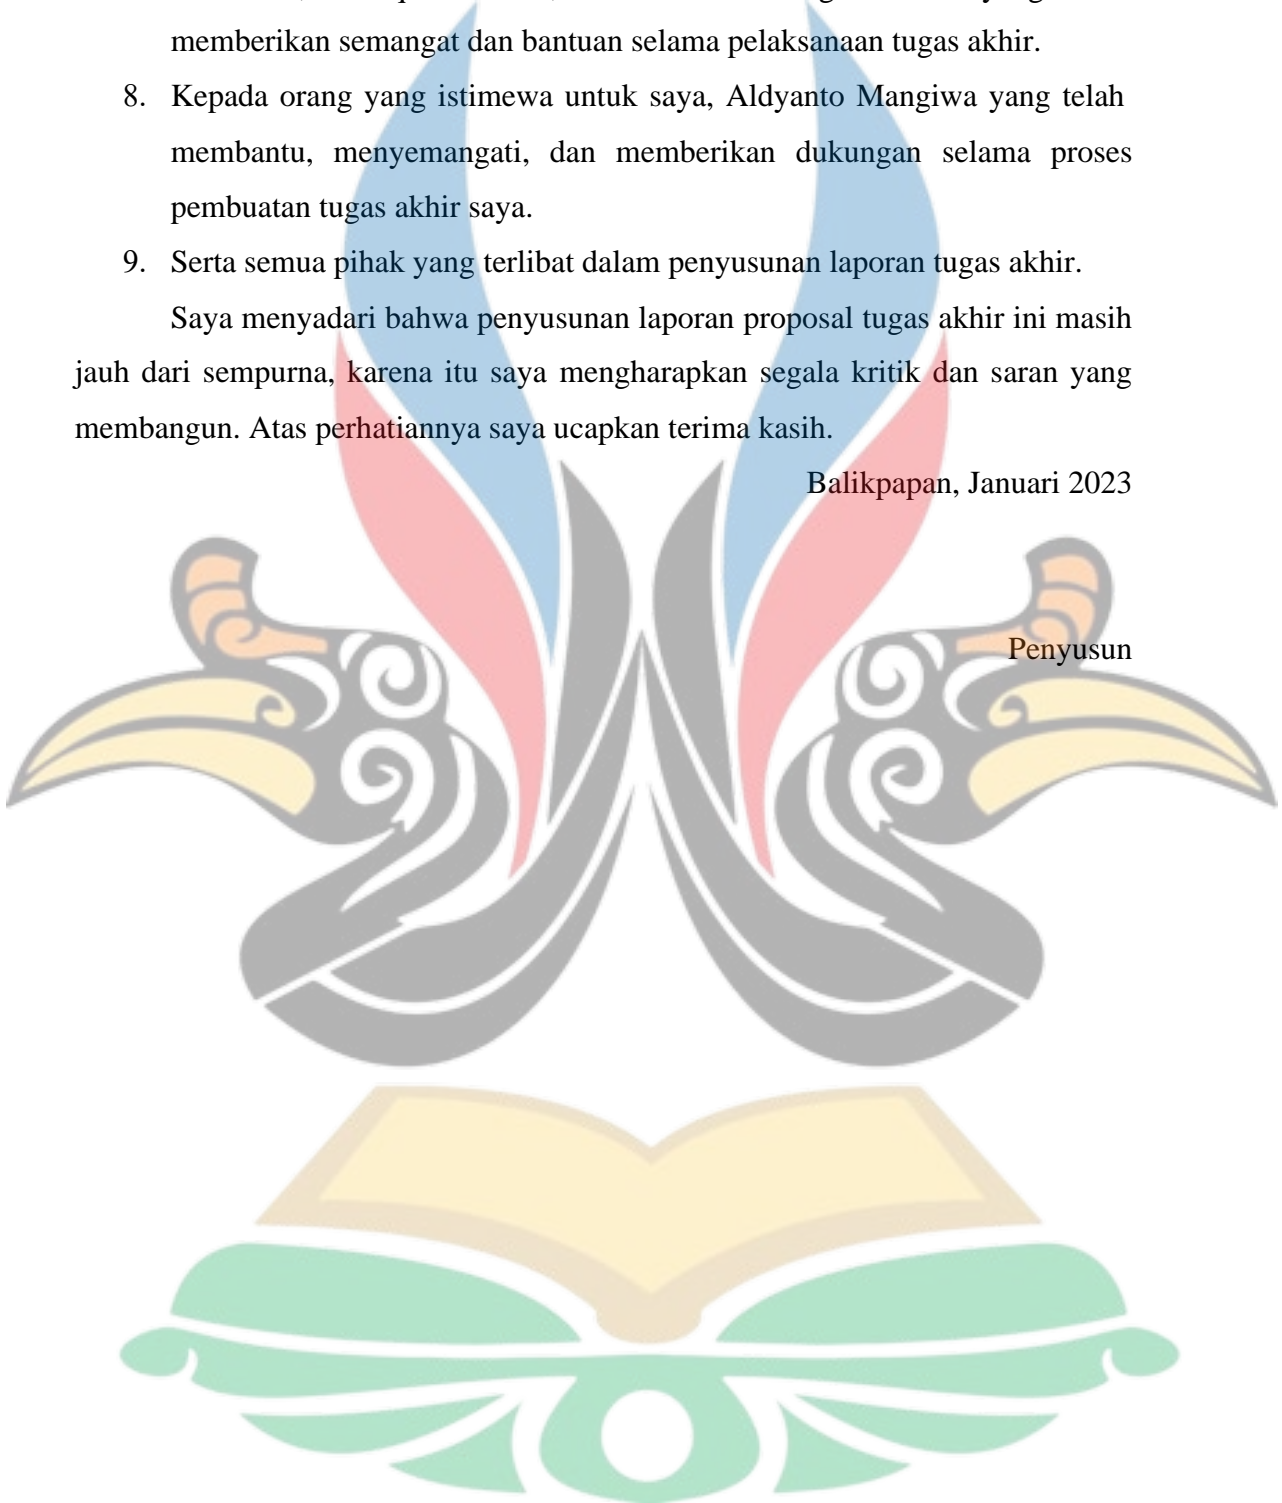 memberikan semangat dan bantuan selama pelaksanaan tugas akhir.
8. Kepada orang yang istimewa untuk saya, Aldyanto Mangiwa yang telah
membantu, menyemangati, dan memberikan dukungan selama proses
pembuatan tugas akhir saya.
9. Serta semua pihak yang terlibat dalam penyusunan laporan tugas akhir.
Saya menyadari bahwa penyusunan laporan proposal tugas akhir ini masih
jauh dari sempurna, karena itu saya mengharapkan segala kritik dan saran yang
membangun. Atas perhatiannya saya ucapkan terima kasih.
Balikpapan, Januari 2023
Penyusun